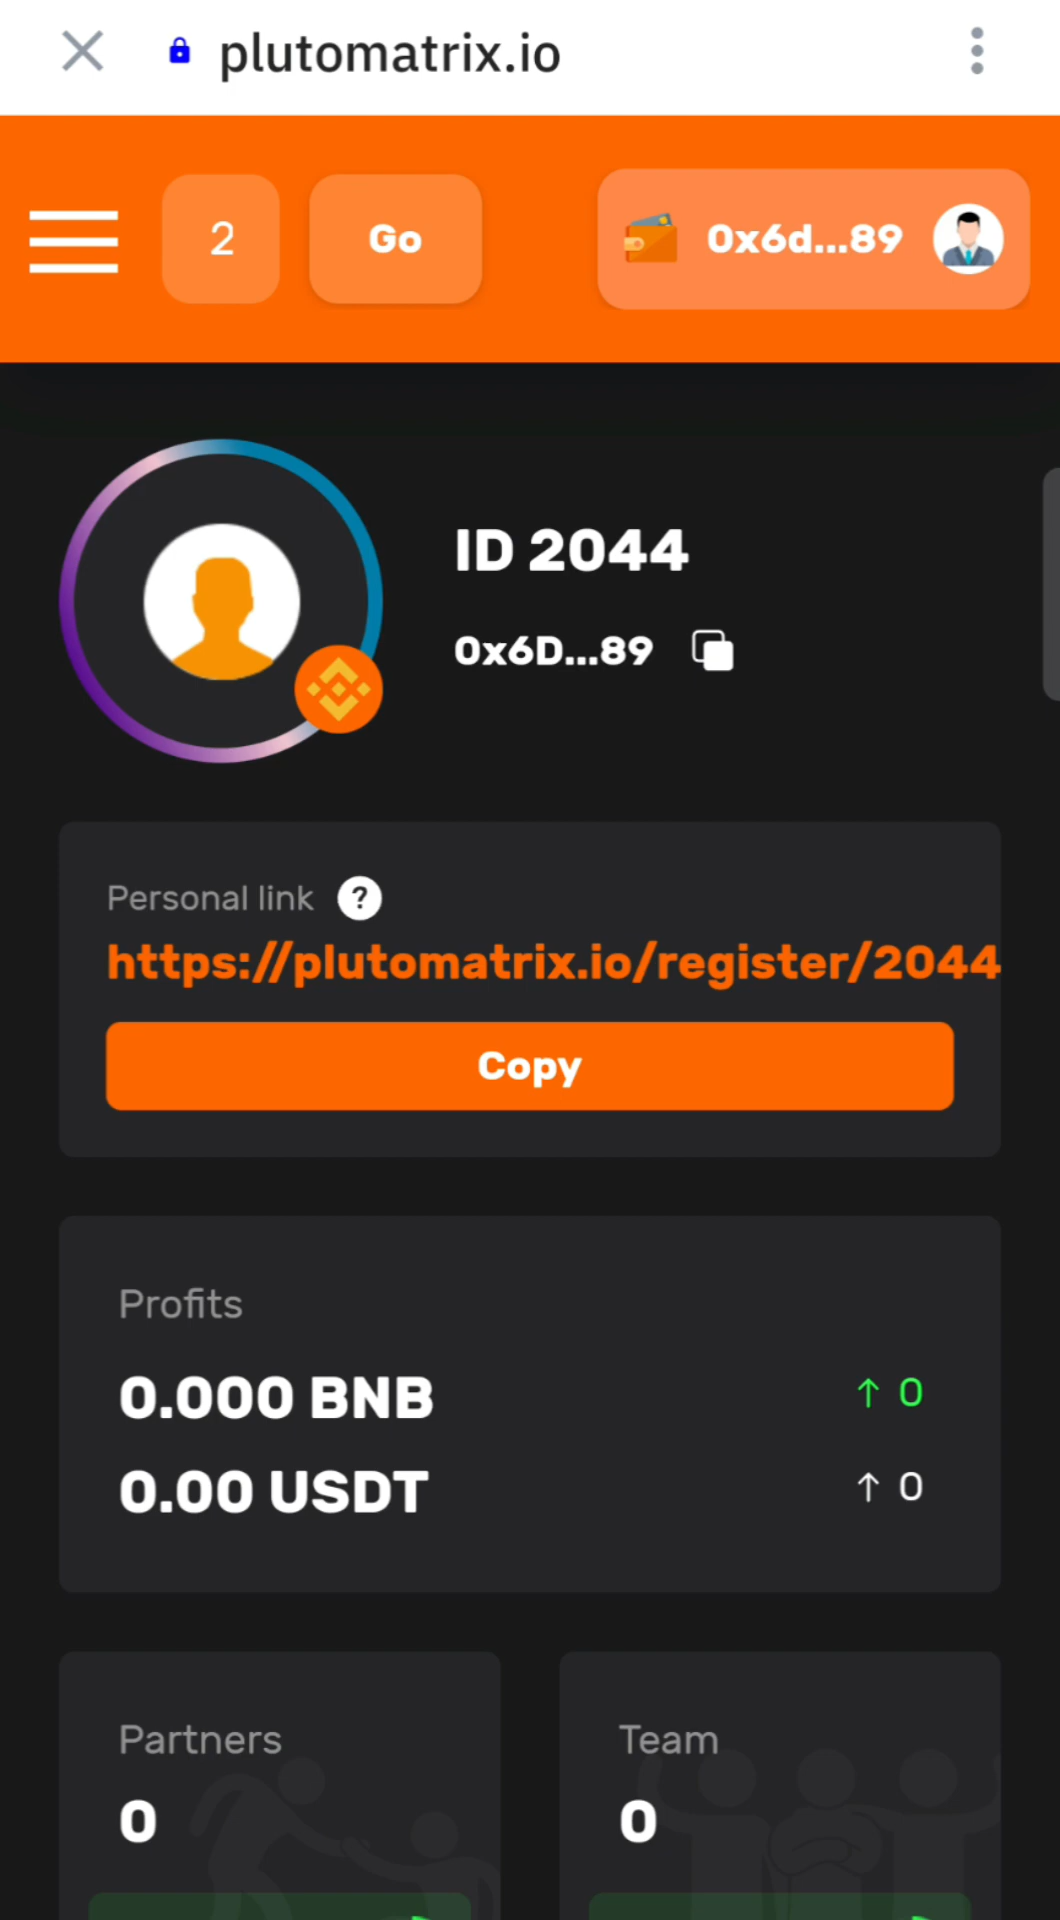 plutomatrix.io
2
Go
0x6d...89
ID 2044
0x6D...89
Personal link ?
https://plutomatrix.io/register/2044
Copy
Profits
0.000 BNB
↑ 0
0.00 USDT
↑ 0
Partners
0
Team
0